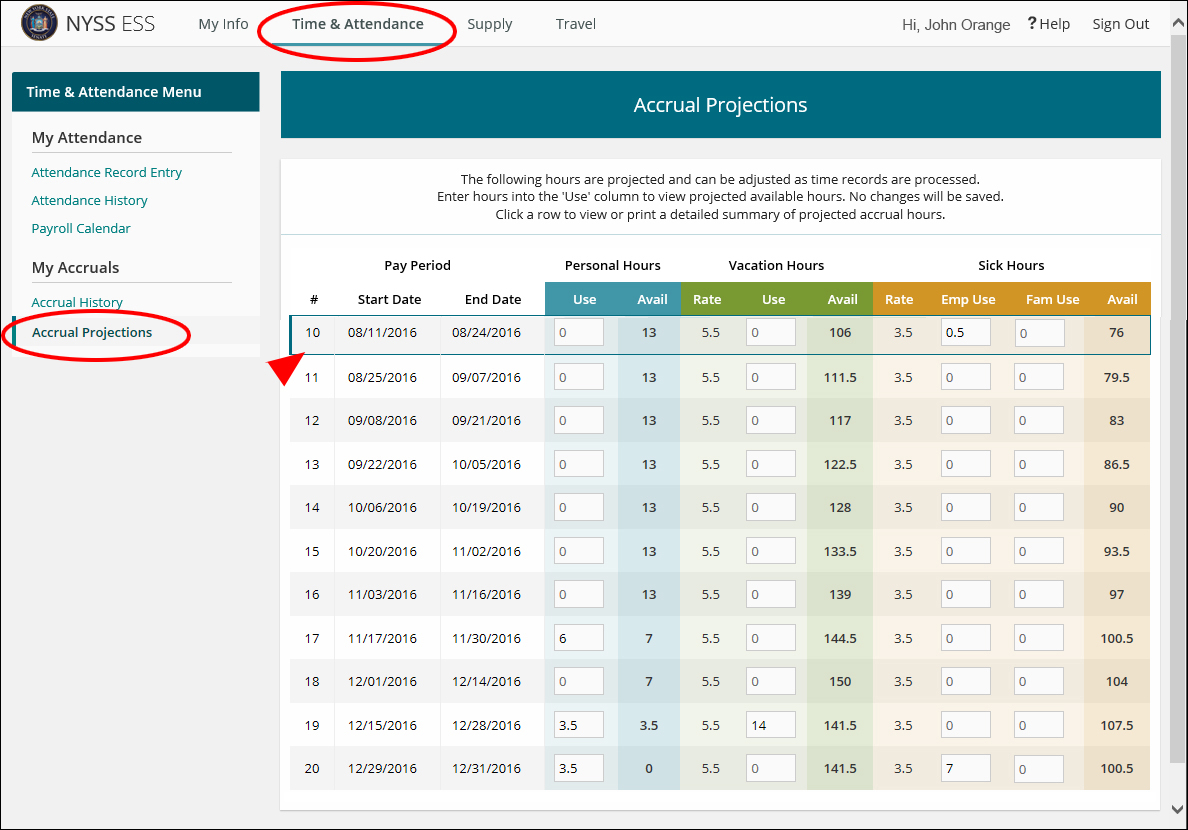 NYSS ESS My Info Time & Attendance Supply Travel Hi, John Orange ? Help Sign Out
Time & Attendance Menu
My Attendance
Attendance Record Entry
Attendance History
Payroll Calendar
My Accruals
Accrual History
Accrual Projections
Accrual Projections
The following hours are projected and can be adjusted as time records are processed.
Enter hours into the 'Use' column to view projected available hours. No changes will be saved.
Click a row to view or print a detailed summary of projected accrual hours.
Pay Period Personal Hours Vacation Hours Sick Hours
# Start Date End Date Use Avail Rate Use Avail Rate Emp Use Fam Use Avail
10 08/11/2016 08/24/2016 0 13 5.5 0 106 3.5 0.5 0 76
11 08/25/2016 09/07/2016 0 13 5.5 0 111.5 3.5 0 0 79.5
12 09/08/2016 09/21/2016 0 13 5.5 0 117 3.5 0 0 83
13 09/22/2016 10/05/2016 0 13 5.5 0 122.5 3.5 0 0 86.5
14 10/06/2016 10/19/2016 0 13 5.5 0 128 3.5 0 0 90
15 10/20/2016 11/02/2016 0 13 5.5 0 133.5 3.5 0 0 93.5
16 11/03/2016 11/16/2016 0 13 5.5 0 139 3.5 0 0 97
17 11/17/2016 11/30/2016 6 7 5.5 0 144.5 3.5 0 0 100.5
18 12/01/2016 12/14/2016 0 7 5.5 0 150 3.5 0 0 104
19 12/15/2016 12/28/2016 3.5 3.5 5.5 14 141.5 3.5 0 0 107.5
20 12/29/2016 12/31/2016 3.5 0 5.5 0 141.5 3.5 7 0 100.5